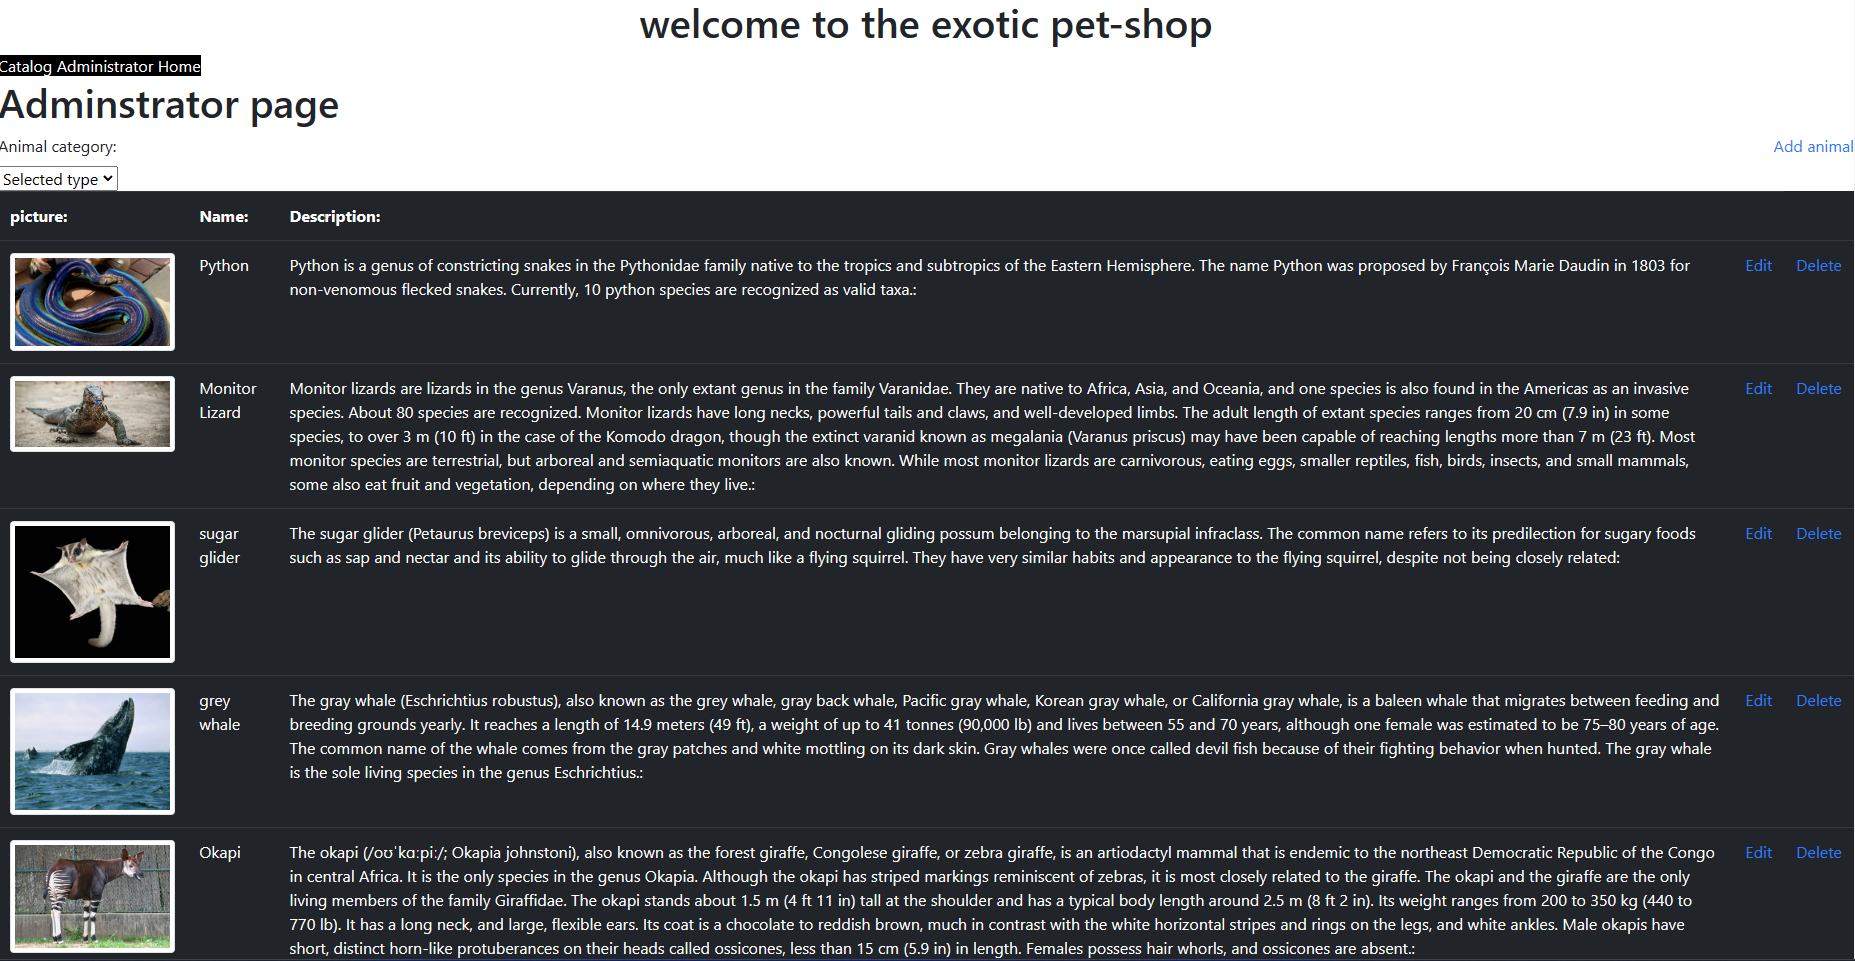 welcome to the exotic pet-shop
Catalog Administrator Home
Adminstrator page
Animal category:
Add animal
Selected type
picture: Name: Description:
Python
Python is a genus of constricting snakes in the Pythonidae family native to the tropics and subtropics of the Eastern Hemisphere. The name Python was proposed by François Marie Daudin in 1803 for
non-venomous flecked snakes. Currently, 10 python species are recognized as valid taxa.:
Edit Delete
Monitor
Lizard
Monitor lizards are lizards in the genus Varanus, the only extant genus in the family Varanidae. They are native to Africa, Asia, and Oceania, and one species is also found in the Americas as an invasive
species. About 80 species are recognized. Monitor lizards have long necks, powerful tails and claws, and well-developed limbs. The adult length of extant species ranges from 20 cm (7.9 in) in some
species, to over 3 m (10 ft) in the case of the Komodo dragon, though the extinct varanid known as megalania (Varanus priscus) may have been capable of reaching lengths more than 7 m (23 ft). Most
monitor species are terrestrial, but arboreal and semiaquatic monitors are also known. While most monitor lizards are carnivorous, eating eggs, smaller reptiles, fish, birds, insects, and small mammals,
some also eat fruit and vegetation, depending on where they live.:
Edit Delete
sugar
glider
The sugar glider (Petaurus breviceps) is a small, omnivorous, arboreal, and nocturnal gliding possum belonging to the marsupial infraclass. The common name refers to its predilection for sugary foods
such as sap and nectar and its ability to glide through the air, much like a flying squirrel. They have very similar habits and appearance to the flying squirrel, despite not being closely related:
Edit Delete
grey
whale
The gray whale (Eschrichtius robustus), also known as the grey whale, gray back whale, Pacific gray whale, Korean gray whale, or California gray whale, is a baleen whale that migrates between feeding and
breeding grounds yearly. It reaches a length of 14.9 meters (49 ft), a weight of up to 41 tonnes (90,000 lb) and lives between 55 and 70 years, although one female was estimated to be 75–80 years of age.
The common name of the whale comes from the gray patches and white mottling on its dark skin. Gray whales were once called devil fish because of their fighting behavior when hunted. The gray whale
is the sole living species in the genus Eschrichtius.:
Edit Delete
Okapi
The okapi (/oʊˈkɑːpiː/; Okapia johnstoni), also known as the forest giraffe, Congolese giraffe, or zebra giraffe, is an artiodactyl mammal that is endemic to the northeast Democratic Republic of the Congo
in central Africa. It is the only species in the genus Okapia. Although the okapi has striped markings reminiscent of zebras, it is most closely related to the giraffe. The okapi and the giraffe are the only
living members of the family Giraffidae. The okapi stands about 1.5 m (4 ft 11 in) tall at the shoulder and has a typical body length around 2.5 m (8 ft 2 in). Its weight ranges from 200 to 350 kg (440 to
770 lb). It has a long neck, and large, flexible ears. Its coat is a chocolate to reddish brown, much in contrast with the white horizontal stripes and rings on the legs, and white ankles. Male okapis have
short, distinct horn-like protuberances on their heads called ossicones, less than 15 cm (5.9 in) in length. Females possess hair whorls, and ossicones are absent.:
Edit Delete